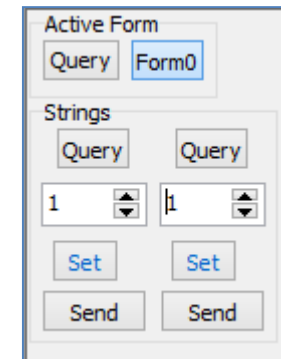 Active Form
Query Form0
Strings
Query Query
1 1
Set Set
Send Send